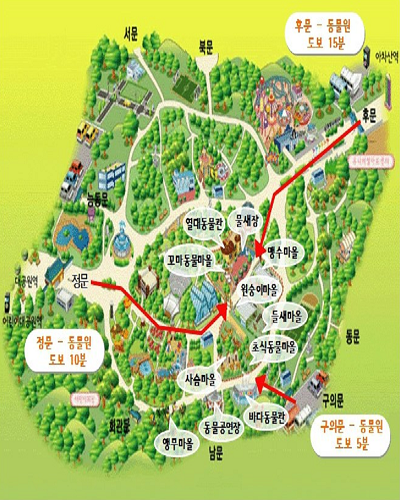 후문 - 동물원
도보 15분
서문
북문
아차산역
후문
능동문
열대동물관
물새장
맹수마을
꼬마동물마을
대공원역
정문
원숭이마을
들새마을
어린이대공원역
정문 - 동물원
도보 10분
초식동물마을
동문
사슴마을
구의문
회관문
바다동물관
동물공연장
앵무마을
남문
구의문 - 동물원
도보 5분